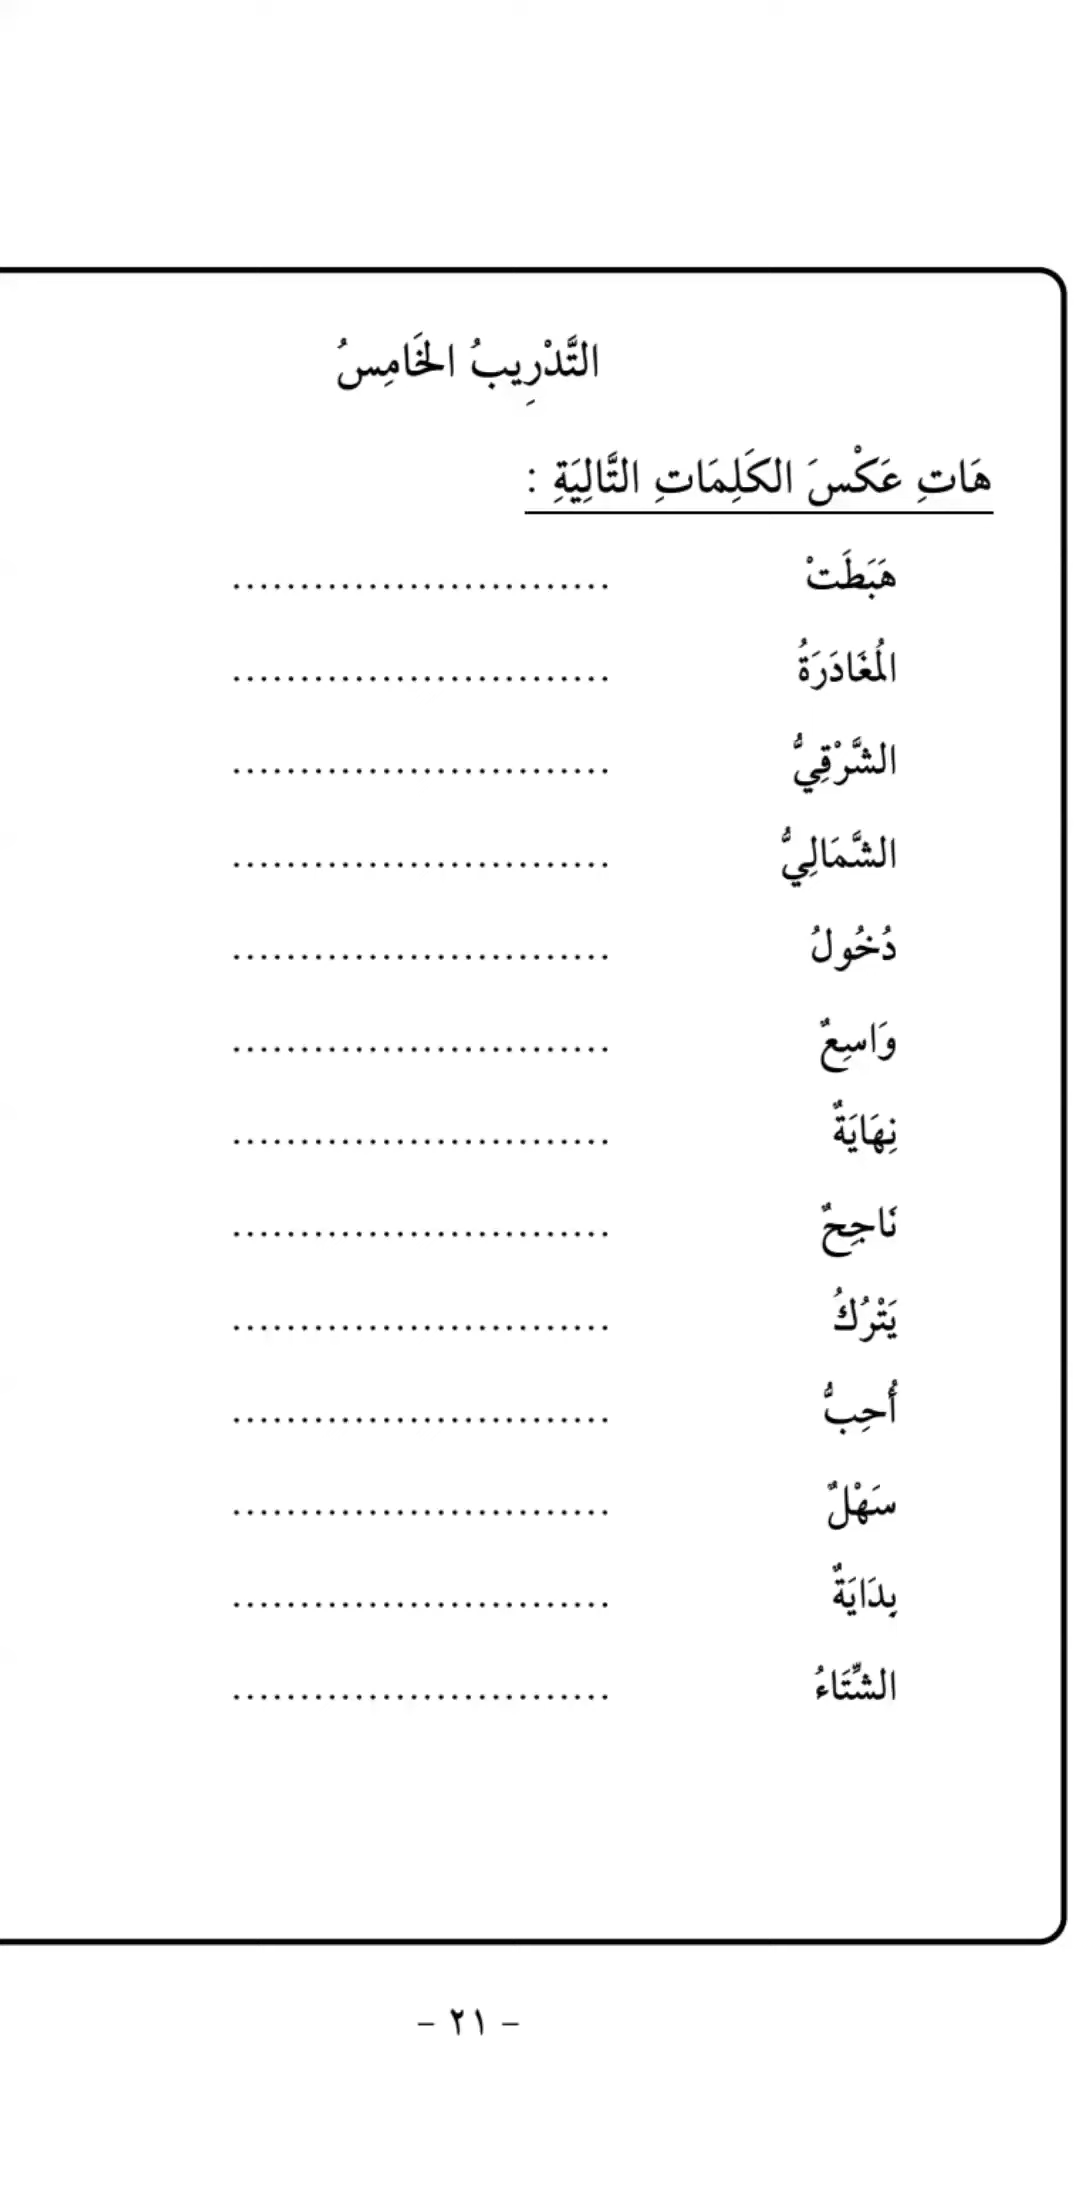 التَّدْرِيبُ الخَامِسُ
هَاتِ عَكْسَ الكَلِمَاتِ التَّالِيَةِ :
هَبَطَتْ ............................
المُغَادَرَةُ ............................
الشَّرْقِيُّ ............................
الشَّمَالِيُّ ............................
دُخُولُ ............................
وَاسِعٌ ............................
نِهَايَةٌ ............................
نَاجِحٌ ............................
يَتْرُكُ ............................
أُحِبُّ ............................
سَهْلٌ ............................
بِدَايَةٌ ............................
الشِّتَاءُ ............................
- ٢١ -